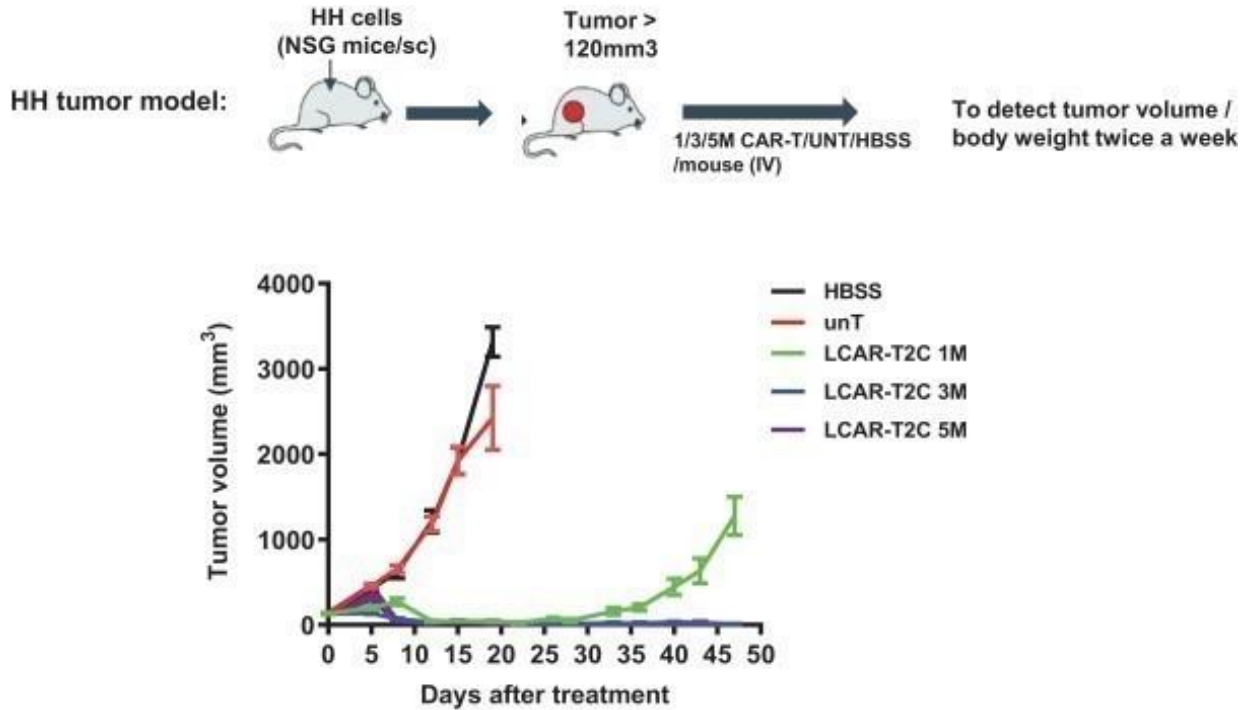 HH cells
(NSG mice/sc)
Tumor >
120mm3
HH tumor model:
1/3/5M CAR-T/UNT/HBSS
/mouse (IV)
To detect tumor volume /
body weight twice a week
Tumor volume (mm³)
4000
3000
2000
1000
0
0 5 10 15 20 25 30 35 40 45 50
Days after treatment
HBSS
unT
LCAR-T2C 1M
LCAR-T2C 3M
LCAR-T2C 5M